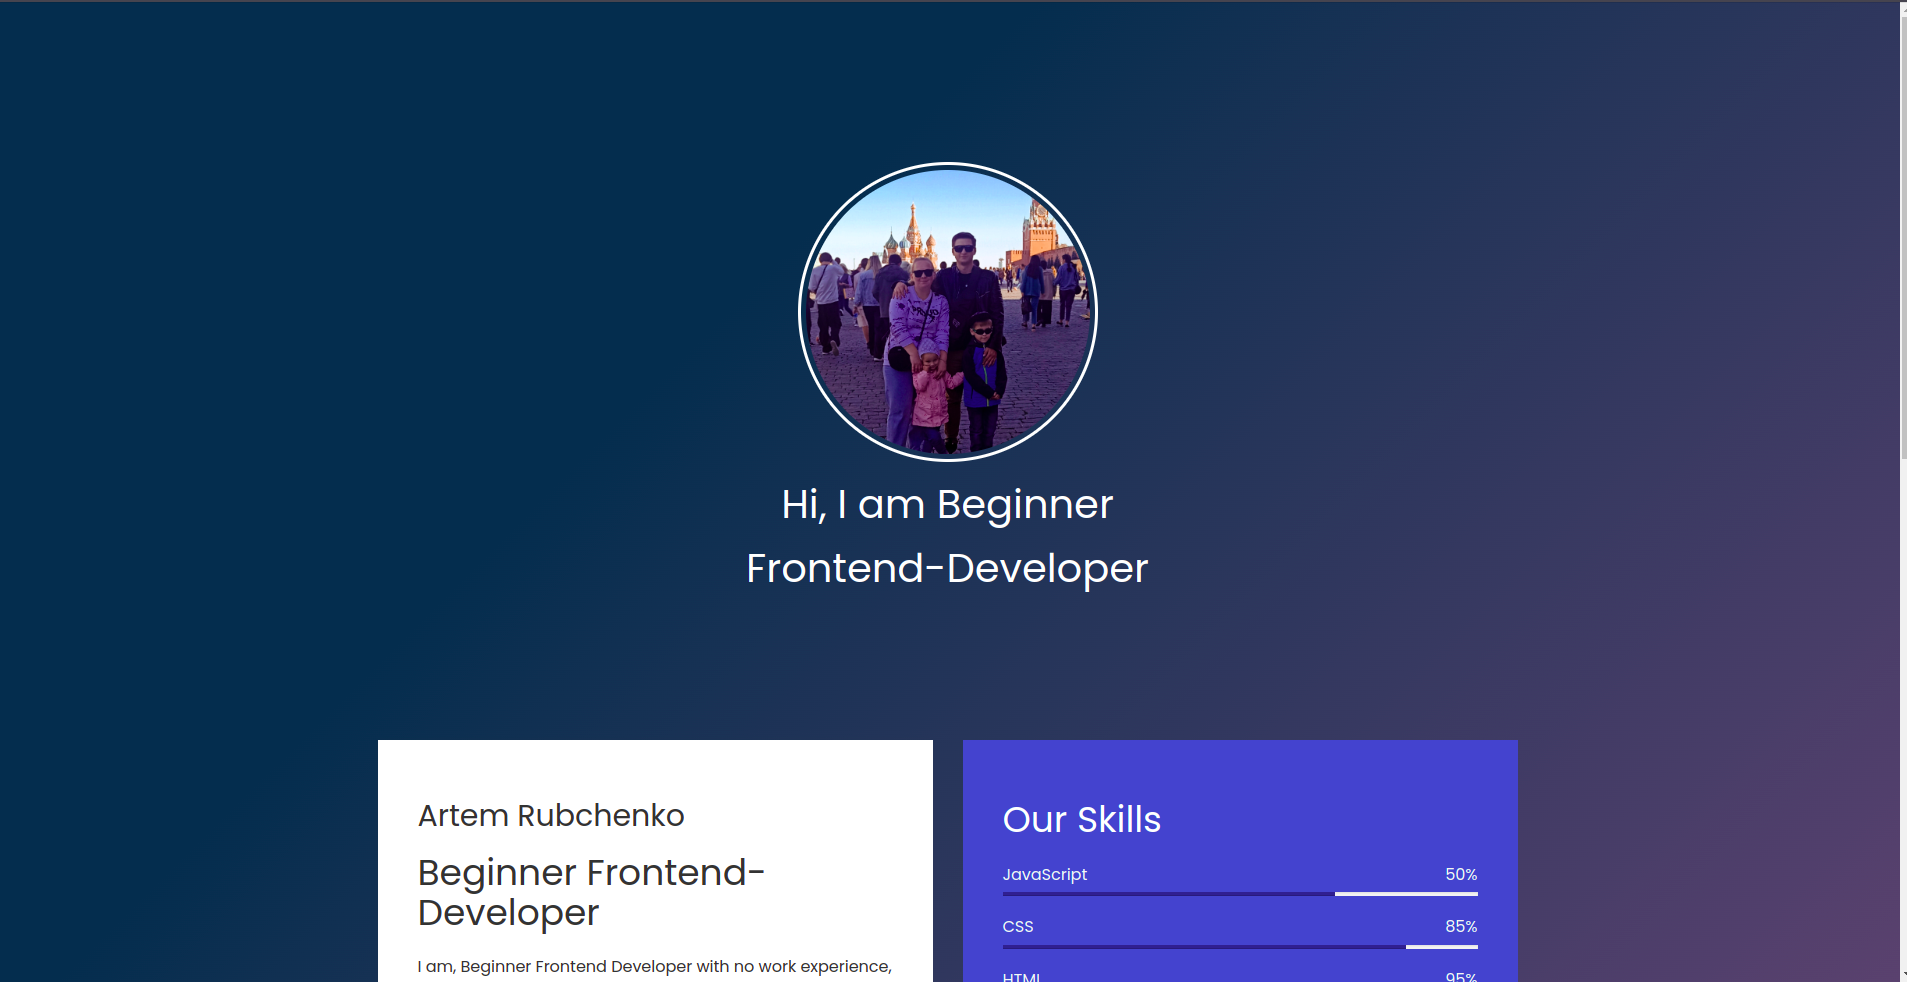 Hi, I am Beginner
Frontend-Developer
Artem Rubchenko
Beginner Frontend-
Developer
I am, Beginner Frontend Developer with no work experience,
Our Skills
JavaScript 50%
CSS 85%
HTML 95%